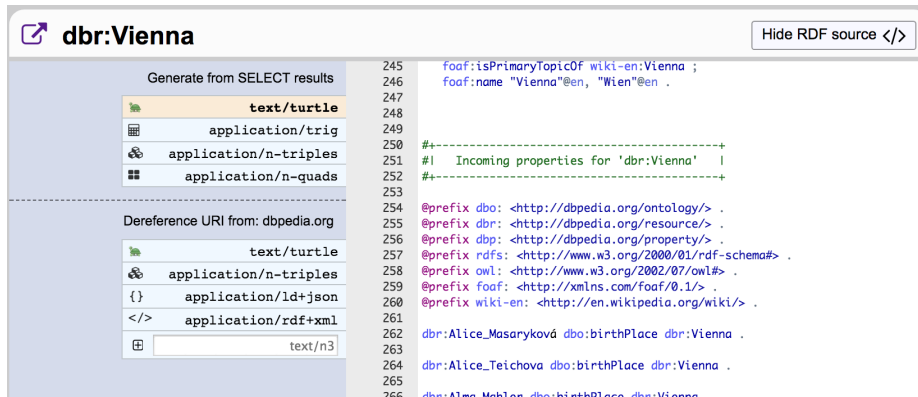 dbr:Vienna
Hide RDF source </>
Generate from SELECT results
text/turtle
application/trig
application/n-triples
application/n-quads
Dereference URI from: dbpedia.org
text/turtle
application/n-triples
{} application/ld+json
</> application/rdf+xml
text/n3
245 foaf:isPrimaryTopicOf wiki-en:Vienna ;
246 foaf:name "Vienna"@en, "Wien"@en .
247
248
249
250 #+------------------------------------------+
251 #| Incoming properties for 'dbr:Vienna' |
252 #+------------------------------------------+
253
254 @prefix dbo: <http://dbpedia.org/ontology/> .
255 @prefix dbr: <http://dbpedia.org/resource/> .
256 @prefix dbp: <http://dbpedia.org/property/> .
257 @prefix rdfs: <http://www.w3.org/2000/01/rdf-schema#> .
258 @prefix owl: <http://www.w3.org/2002/07/owl#> .
259 @prefix foaf: <http://xmlns.com/foaf/0.1/> .
260 @prefix wiki-en: <http://en.wikipedia.org/wiki/> .
261
262 dbr:Alice_Masaryková dbo:birthPlace dbr:Vienna .
263
264 dbr:Alice_Teichova dbo:birthPlace dbr:Vienna .
265
266 dbr:Alma_Mahler dbo:birthPlace dbr:Vienna